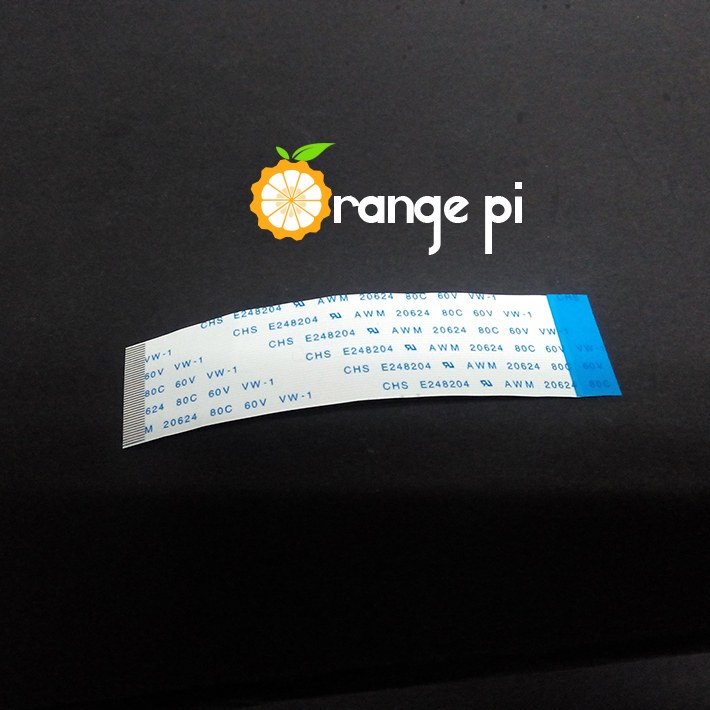 Orange pi
VW-1 CHS E248204 AWM 20624 80C 60V VW-1 CHS
60V VW-1 CHS E248204 AWM 20624 80C 60V VW-1
80C 60V VW-1 CHS E248204 AWM 20624 80C 60V VW-1
624 80C 60V VW-1 CHS E248204 AWM 20624 80C 60V VW-
M 20624 80C 60V VW-1 CHS E248204 AWM 20624 80C 60V
CHS E248204 AWM 20624 80C